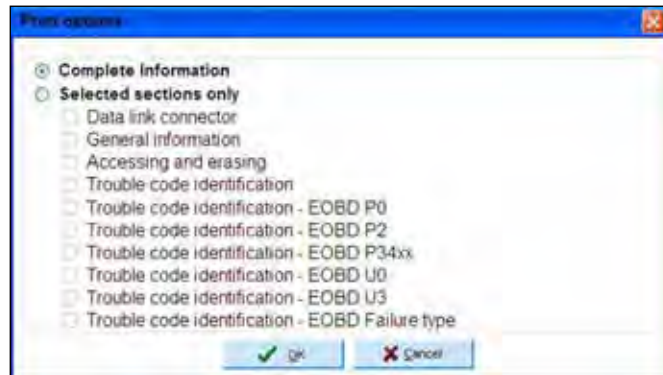 Print options
Complete Information
Selected sections only
Data link connector
General information
Accessing and erasing
Trouble code identification
Trouble code identification - EOBD P0
Trouble code identification - EOBD P2
Trouble code identification - EOBD P34xx
Trouble code identification - EOBD U0
Trouble code identification - EOBD U3
Trouble code identification - EOBD Failure type
OK Cancel